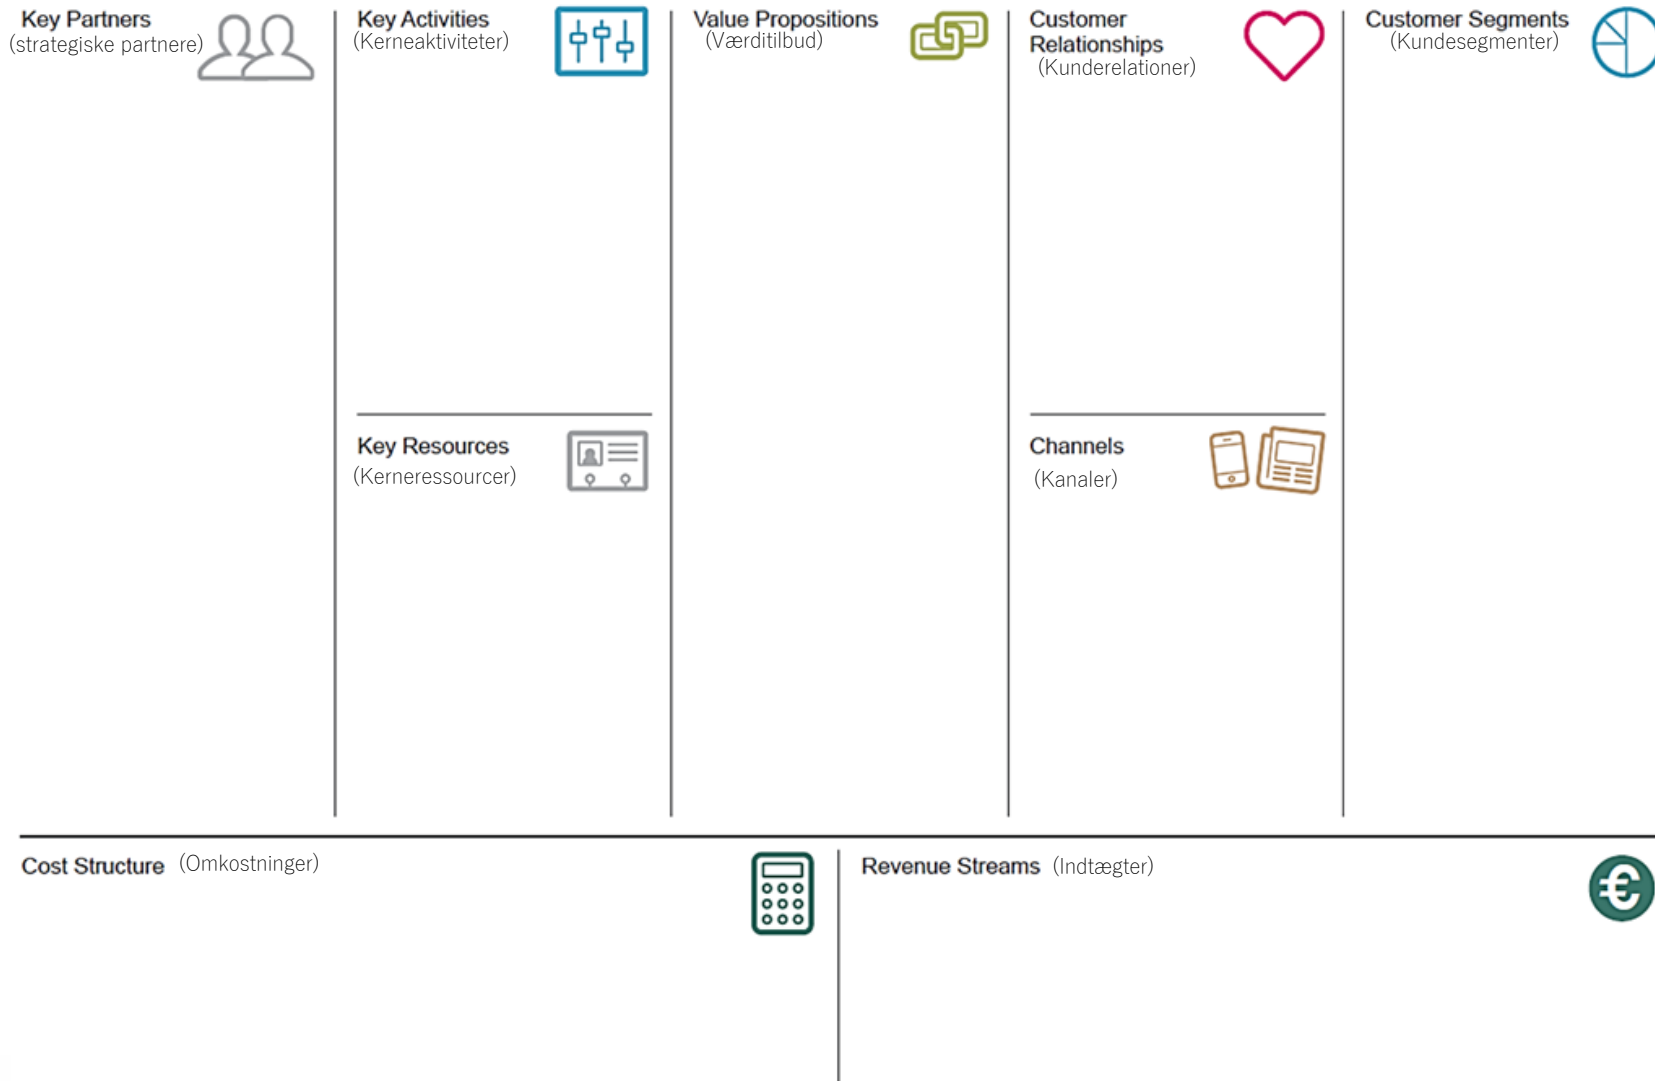 Key Partners
(strategiske partnere)
Key Activities
(Kerneaktiviteter)
Key Resources
(Kerneressourcer)
Value Propositions
(Værditilbud)
Customer
Relationships
(Kunderelationer)
Channels
(Kanaler)
Customer Segments
(Kundesegmenter)
Cost Structure (Omkostninger)
Revenue Streams (Indtægter)
€